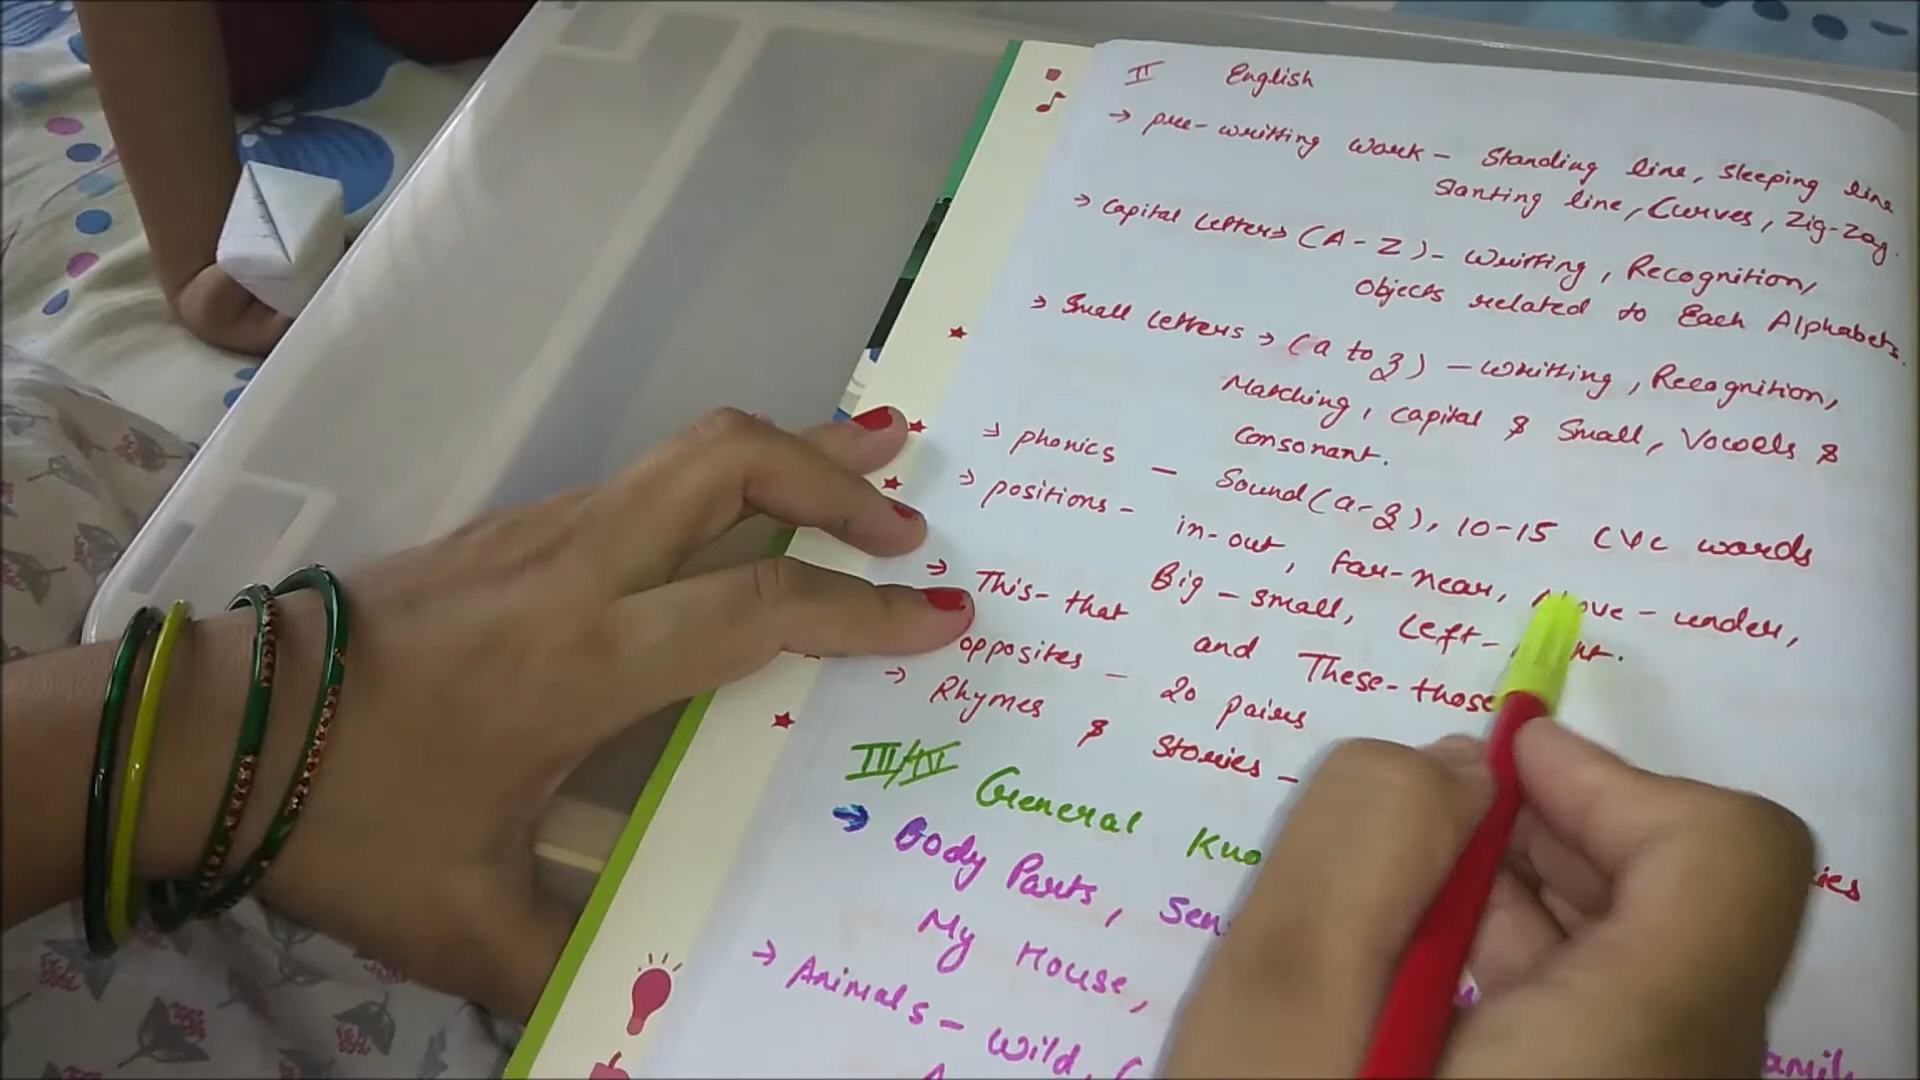 II English
→ pre-writting work - Standing line, Sleeping line
Slanting line, Curves, Zig-Zag.
→ Capital Letters (A-Z)- Writting, Recognition,
Objects related to Each Alphabets.
→ Small Letters → (a to z) - writting, Recognition,
Matching, Capital & Small, Vowels &
Consonant.
→ phonics - Sound(a-z), 10-15 CVC words
→ positions - in-out, far-near, - under,
Big - small, Left-
→ This- that and These-those
opposites - 20 pairs
→ Rhymes & Stories -
III/IV General
→ Body Parts,
My House,
→ Animals - Wild,